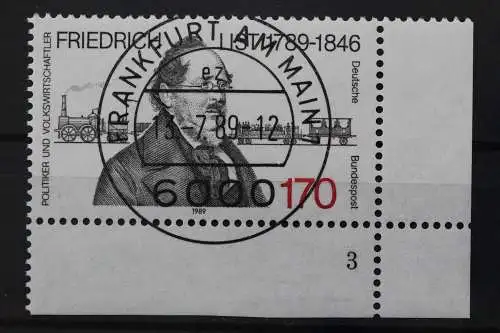 FRIEDRICH LIST/1789-1846
POLITIKER UND VOLKSWIRTSCHAFTLER
Deutsche
Bundespost
FRANKFURT AM MAIN
ez
13.-7.89-12
6000
170
1989
3